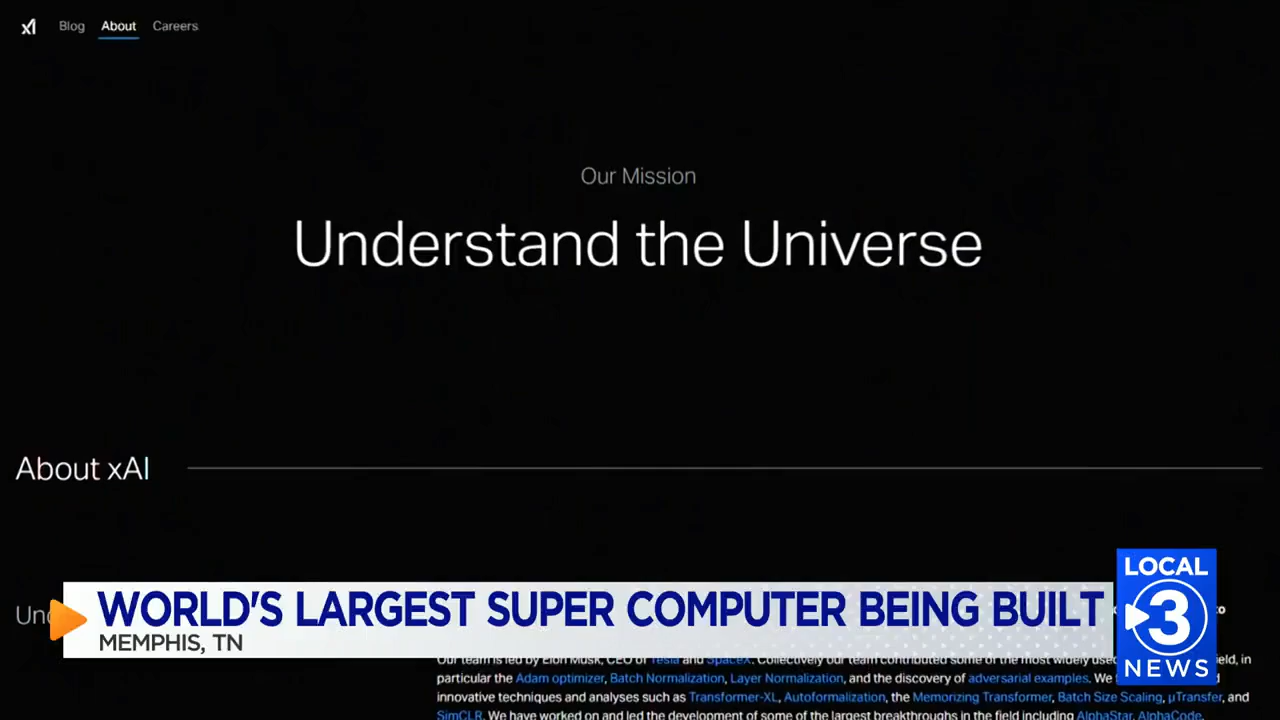 xAI Blog About Careers
Our Mission
Understand the Universe
About xAI
WORLD'S LARGEST SUPER COMPUTER BEING BUILT
MEMPHIS, TN
LOCAL
3
NEWS
to
Our team is led by Elon Musk, CEO of Tesla and SpaceX. Collectively our team contributed some of the most widely used ield, in
particular the Adam optimizer, Batch Normalization, Layer Normalization, and the discovery of adversarial examples. We
innovative techniques and analyses such as Transformer-XL, Autoformalization, the Memorizing Transformer, Batch Size Scaling, μTransfer, and
SimCLR. We have worked on and led the development of some of the largest breakthroughs in the field including AlphaStar, AlphaCode,